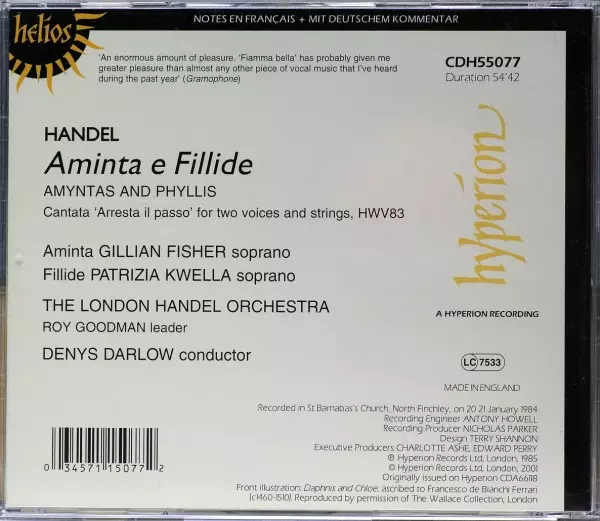 NOTES EN FRANÇAIS + MIT DEUTSCHEM KOMMENTAR
helios
'An enormous amount of pleasure. 'Fiamma bella' has probably given me
greater pleasure than almost any other piece of vocal music that I've heard
during the past year' (Gramophone)
CDH55077
Duration 54'42
HANDEL
Aminta e Fillide
AMYNTAS AND PHYLLIS
Cantata 'Arresta il passo' for two voices and strings, HWV83
Aminta GILLIAN FISHER soprano
Fillide PATRIZIA KWELLA soprano
THE LONDON HANDEL ORCHESTRA
ROY GOODMAN leader
DENYS DARLOW conductor
hyperion
A HYPERION RECORDING
LC 7533
MADE IN ENGLAND
Recorded in St Barnabas's Church, North Finchley, on 20 21 January 1984
Recording Engineer ANTONY HOWELL
Recording Producer NICHOLAS PARKER
Design TERRY SHANNON
Executive Producers CHARLOTTE ASHE, EDWARD PERRY
℗ Hyperion Records Ltd, London, 1985
© Hyperion Records Ltd, London, 2001
Originally issued on Hyperion CDA66118
Front illustration: Daphnis and Chloe, ascribed to Francesco de Bianchi Ferrari
(c1460-1510). Reproduced by permission of The Wallace Collection, London
0 34571 15077 2